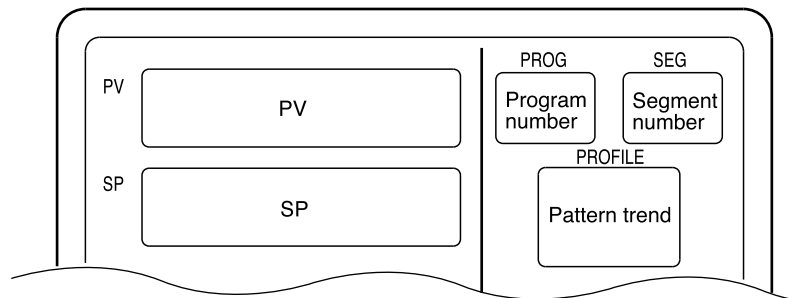 PV
PV
SP
SP
PROG
SEG
Program
number
Segment
number
PROFILE
Pattern trend